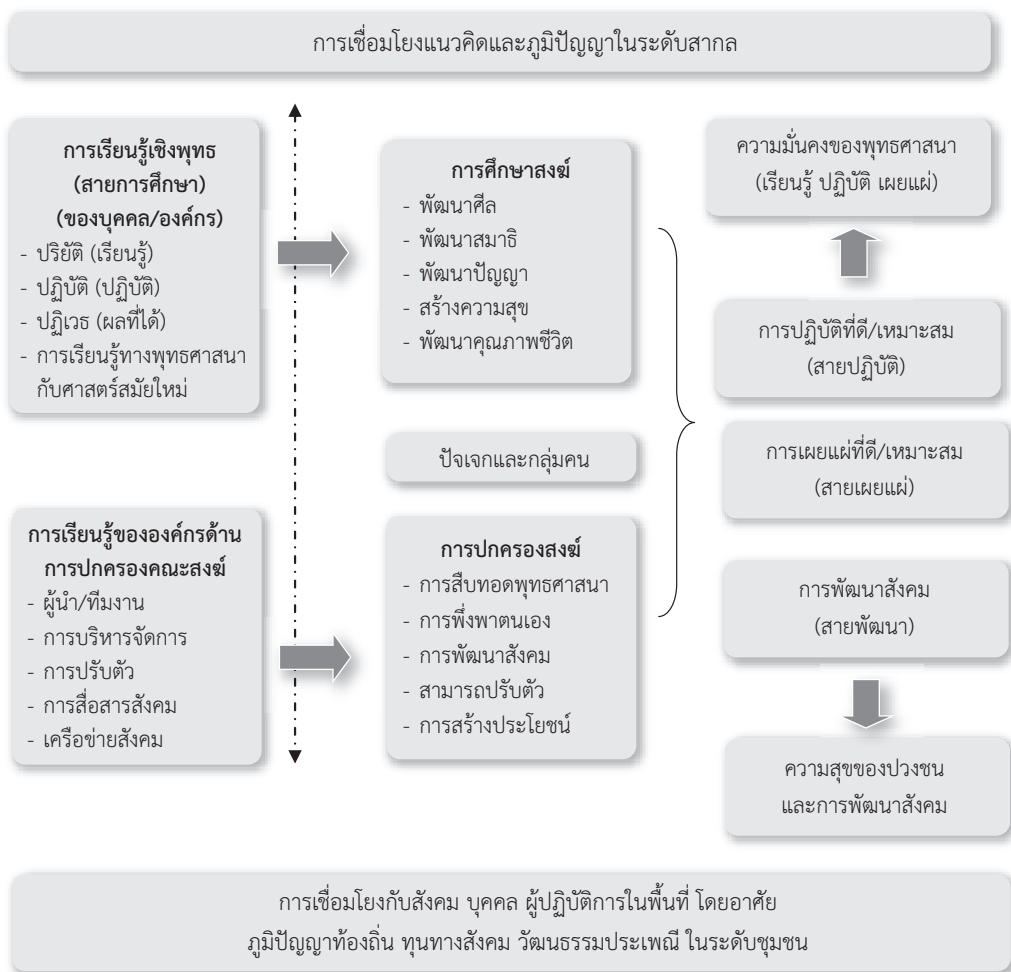 การเชื่อมโยงแนวคิดและภูมิปัญญาในระดับสากล
การเรียนรู้เชิงพุทธ
(สายการศึกษา)
(ของบุคคล/องค์กร)
- ปริยัติ (เรียนรู้)
- ปฏิบัติ (ปฏิบัติ)
- ปฏิเวธ (ผลที่ได้)
- การเรียนรู้ทางพุทธศาสนา
กับศาสตร์สมัยใหม่
การเรียนรู้ขององค์กรด้าน
การปกครองคณะสงฆ์
- ผู้นำ/ทีมงาน
- การบริหารจัดการ
- การปรับตัว
- การสื่อสารสังคม
- เครือข่ายสังคม
การศึกษาสงฆ์
- พัฒนาศีล
- พัฒนาสมาธิ
- พัฒนาปัญญา
- สร้างความสุข
- พัฒนาคุณภาพชีวิต
ปัจเจกและกลุ่มคน
การปกครองสงฆ์
- การสืบทอดพุทธศาสนา
- การพึ่งพาตนเอง
- การพัฒนาสังคม
- สามารถปรับตัว
- การสร้างประโยชน์
ความมั่นคงของพุทธศาสนา
(เรียนรู้ ปฏิบัติ เผยแผ่)
การปฏิบัติที่ดี/เหมาะสม
(สายปฏิบัติ)
การเผยแผ่ที่ดี/เหมาะสม
(สายเผยแผ่)
การพัฒนาสังคม
(สายพัฒนา)
ความสุขของปวงชน
และการพัฒนาสังคม
การเชื่อมโยงกับสังคม บุคคล ผู้ปฏิบัติการในพื้นที่ โดยอาศัย
ภูมิปัญญาท้องถิ่น ทุนทางสังคม วัฒนธรรมประเพณี ในระดับชุมชน